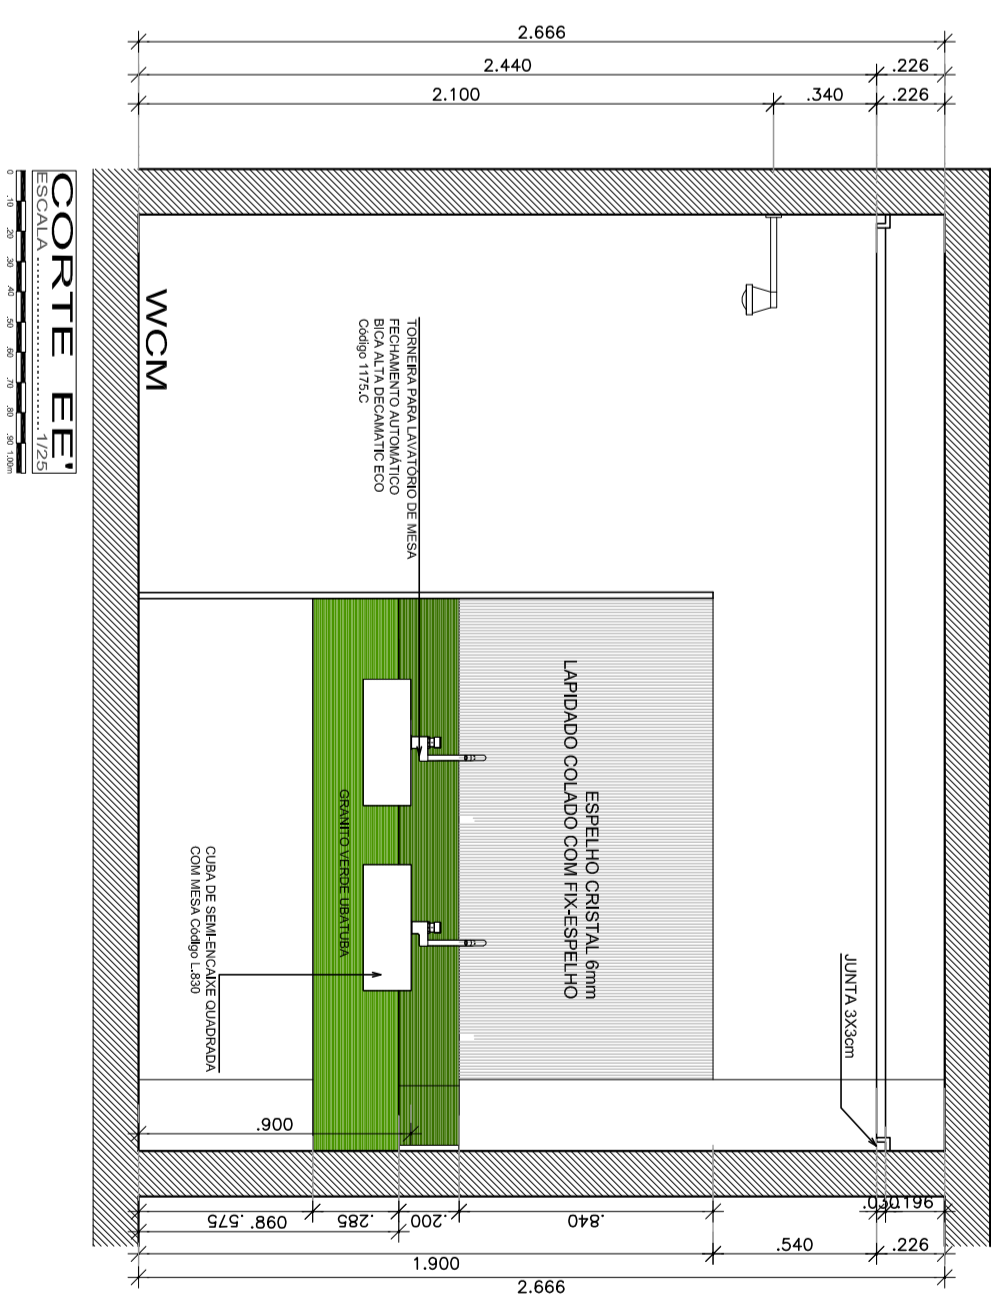 2.666
2.440
.226
2.100
.340
.226
CORTE EE'
ESCALA ................... 1/25
0 .10 .20 .30 .40 .50 .60 .70 .80 .90 1.00m
WCM
TORNEIRA PARA LAVATÓRIO DE MESA
FECHAMENTO AUTOMÁTICO
BICA ALTA DECAMATIC ECO
Código 1175.C
ESPELHO CRISTAL 6mm
LAPIDADO COLADO COM FIX-ESPELHO
GRANITO VERDE UBATUBA
CUBA DE SEMI-ENCAIXE QUADRADA
COM MESA Código L.830
JUNTA 3X3cm
.900
.575
.860
.285
.200
.840
.030
.196
.540
.226
1.900
2.666